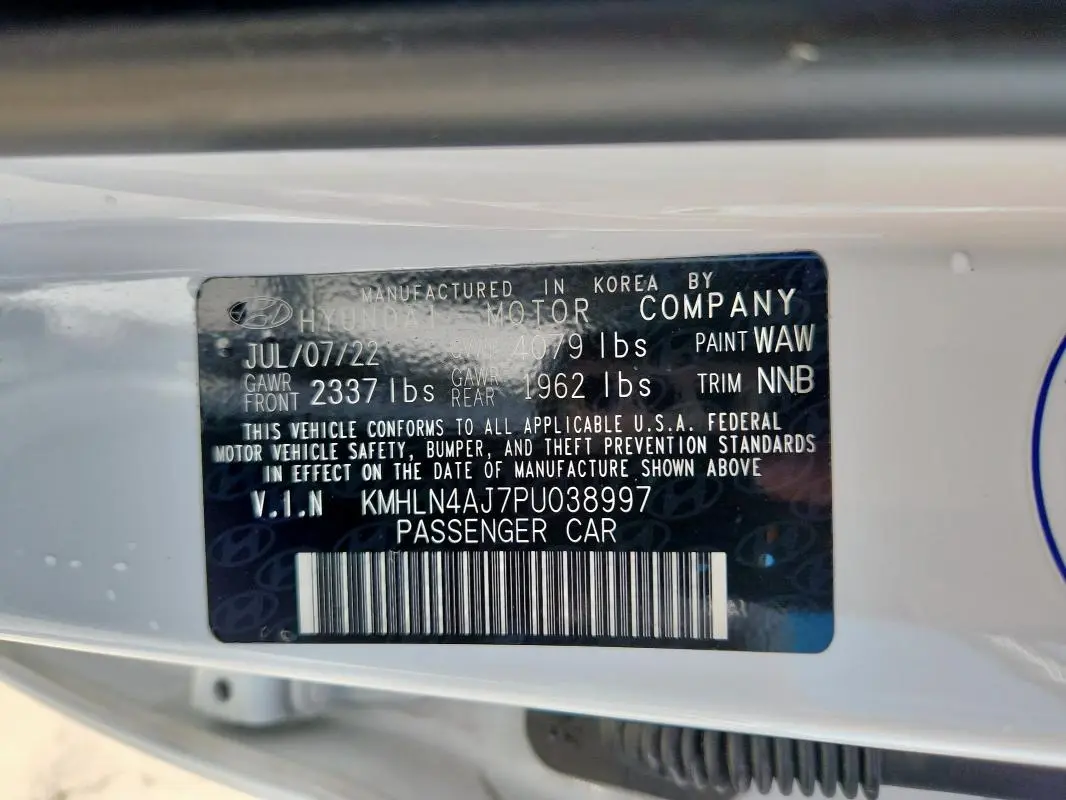 MANUFACTURED IN KOREA BY
HYUNDAI MOTOR COMPANY
JUL/07/22 GVWR 4079 lbs PAINT WAW
GAWR FRONT 2337 lbs GAWR REAR 1962 lbs TRIM NNB
THIS VEHICLE CONFORMS TO ALL APPLICABLE U.S.A. FEDERAL
MOTOR VEHICLE SAFETY, BUMPER, AND THEFT PREVENTION STANDARDS
IN EFFECT ON THE DATE OF MANUFACTURE SHOWN ABOVE
V.I.N KMHLN4AJ7PU038997
PASSENGER CAR